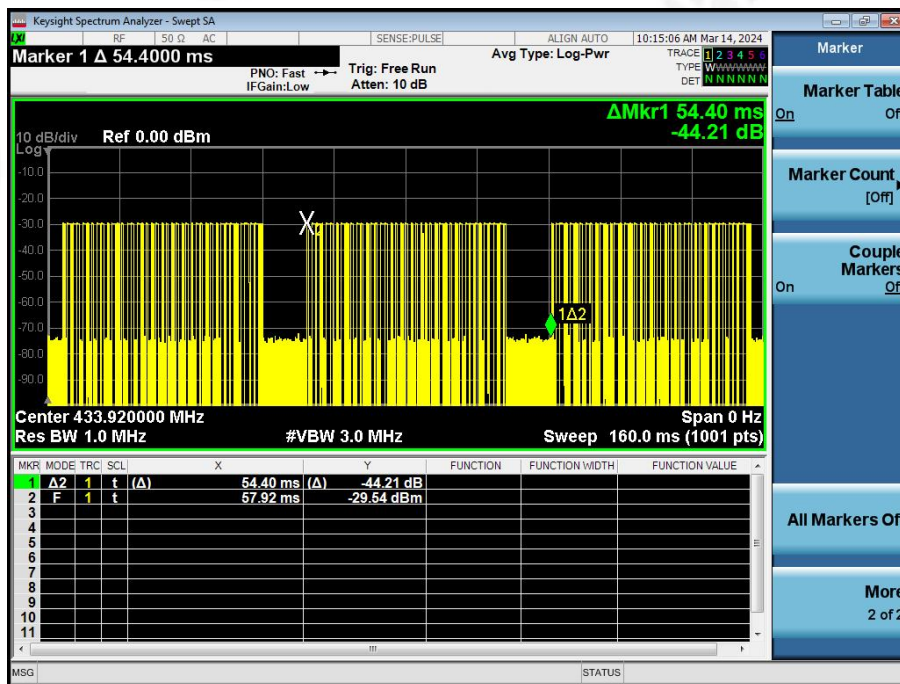 Keysight Spectrum Analyzer - Swept SA
LXI RF 50 Ω AC SENSE:PULSE ALIGN AUTO 10:15:06 AM Mar 14, 2024
Marker 1 Δ 54.4000 ms
PNO: Fast
IFGain:Low
Trig: Free Run
Atten: 10 dB
Avg Type: Log-Pwr
TRACE 1 2 3 4 5 6
TYPE WWWWWWW
DET N N N N N N
ΔMkr1 54.40 ms
-44.21 dB
10 dB/div Ref 0.00 dBm
Log
-10.0
-20.0
-30.0
-40.0
-50.0
-60.0
-70.0
-80.0
-90.0
X2
1Δ2
Center 433.920000 MHz Span 0 Hz
Res BW 1.0 MHz #VBW 3.0 MHz Sweep 160.0 ms (1001 pts)
MKR MODE TRC SCL X Y FUNCTION FUNCTION WIDTH FUNCTION VALUE
1 Δ2 1 t (Δ) 54.40 ms (Δ) -44.21 dB
2 F 1 t 57.92 ms -29.54 dBm
3
4
5
6
7
8
9
10
11
MSG STATUS
Marker
Marker Table
On Of
Marker Count
[Off]
Couple
Markers
On Of
All Markers Of
More
2 of 2